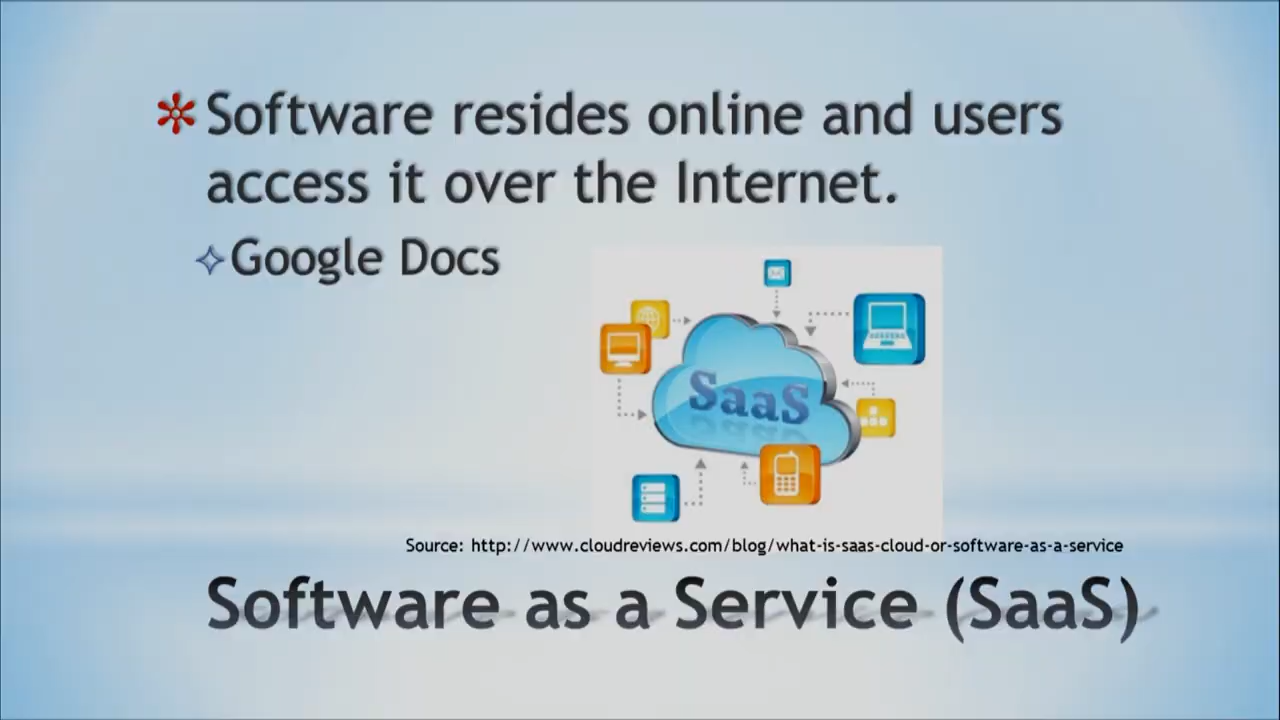 Software resides online and users
access it over the Internet.
Google Docs
SaaS
Source: http://www.cloudreviews.com/blog/what-is-saas-cloud-or-software-as-a-service
Software as a Service (SaaS)